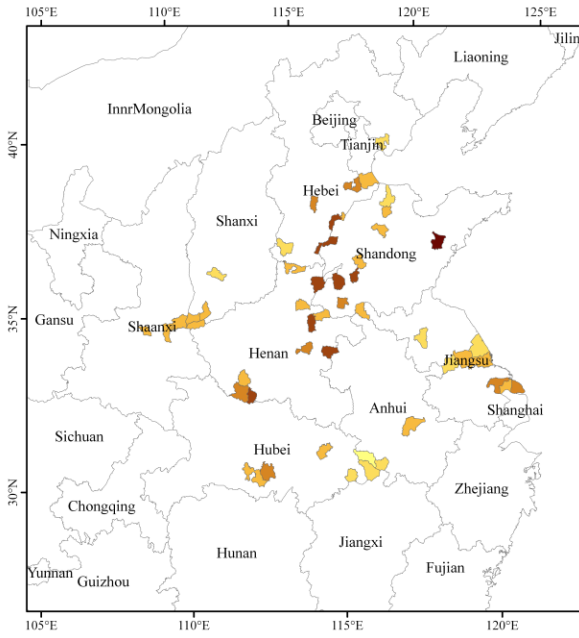 105°E 110°E 115°E 120°E 125°E
Jilin
Liaoning
InnrMongolia
Beijing
40°N
Tianjin
Hebei
Shanxi
Ningxia
Shandong
35°N
Gansu
Shaanxi
Henan
Jiangsu
Anhui
Shanghai
Sichuan
Hubei
30°N
Zhejiang
Chongqing
Hunan
Jiangxi
Yunnan
Guizhou
Fujian
105°E 110°E 115°E 120°E